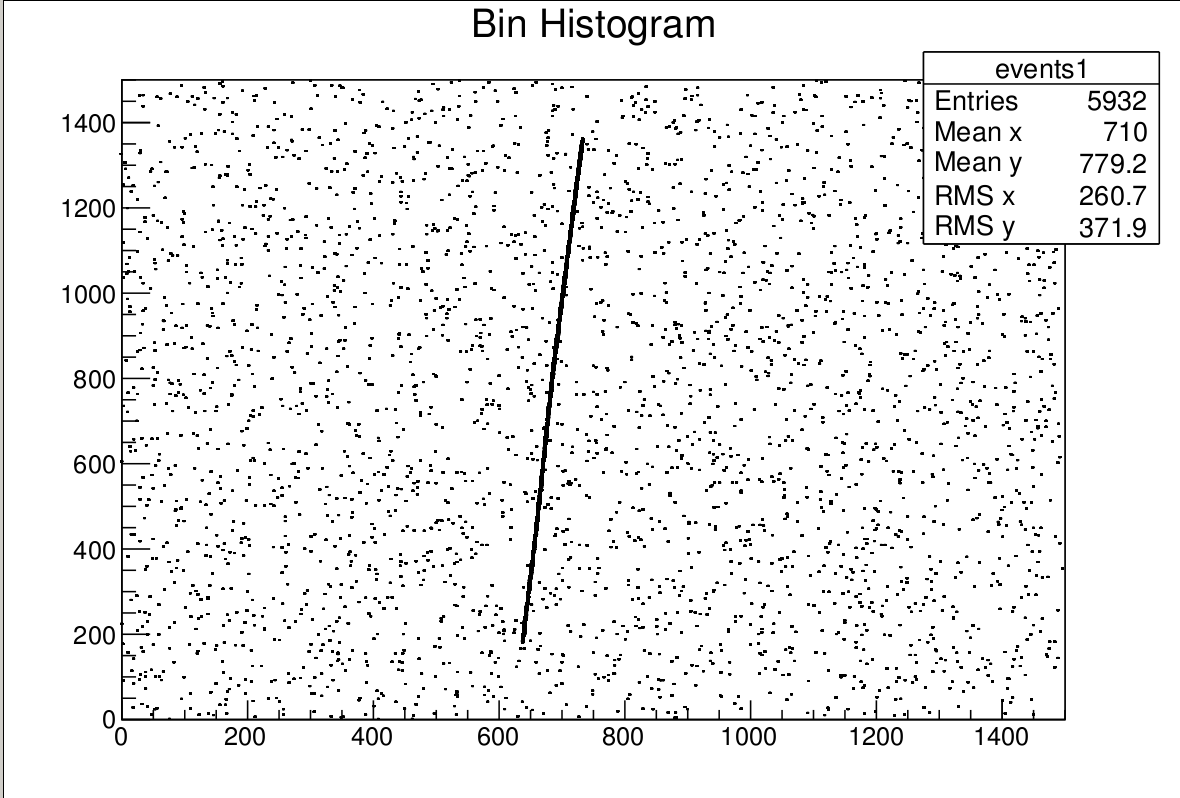 Bin Histogram
events1
Entries 5932
Mean x 710
Mean y 779.2
RMS x 260.7
RMS y 371.9
1400
1200
1000
800
600
400
200
0
0 200 400 600 800 1000 1200 1400